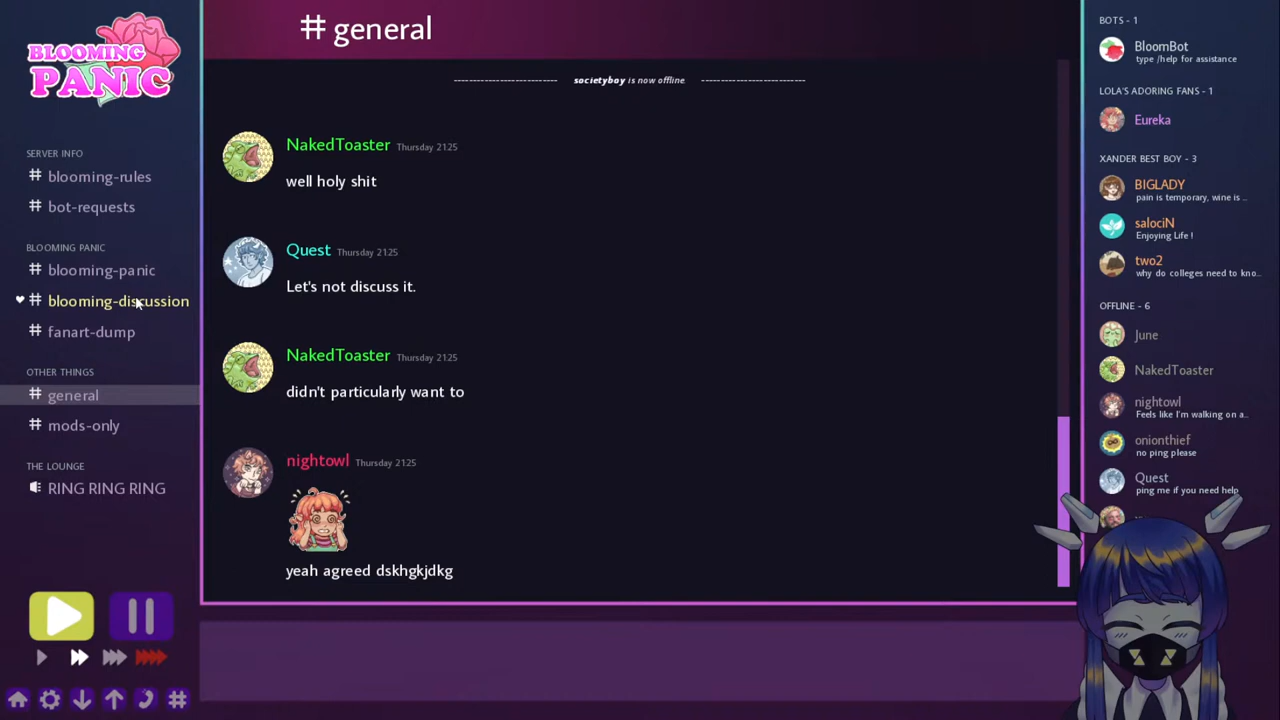 BLOOMING
PANIC
SERVER INFO
# blooming-rules
# bot-requests
BLOOMING PANIC
# blooming-panic
# blooming-discussion
# fanart-dump
OTHER THINGS
# general
# mods-only
THE LOUNGE
RING RING RING
# general
societyboy is now offline
NakedToaster Thursday 21:25
well holy shit
Quest Thursday 21:25
Let's not discuss it.
NakedToaster Thursday 21:25
didn't particularly want to
nightowl Thursday 21:25
yeah agreed dskhgkjdkg
BOTS - 1
BloomBot
type /help for assistance
LOLA'S ADORING FANS - 1
Eureka
XANDER BEST BOY - 3
BIGLADY
pain is temporary, wine is ...
salociN
Enjoying Life !
two2
why do colleges need to kno...
OFFLINE - 6
June
NakedToaster
nightowl
Feels like I'm walking on a..
onionthief
no ping please
Quest
ping me if you need help